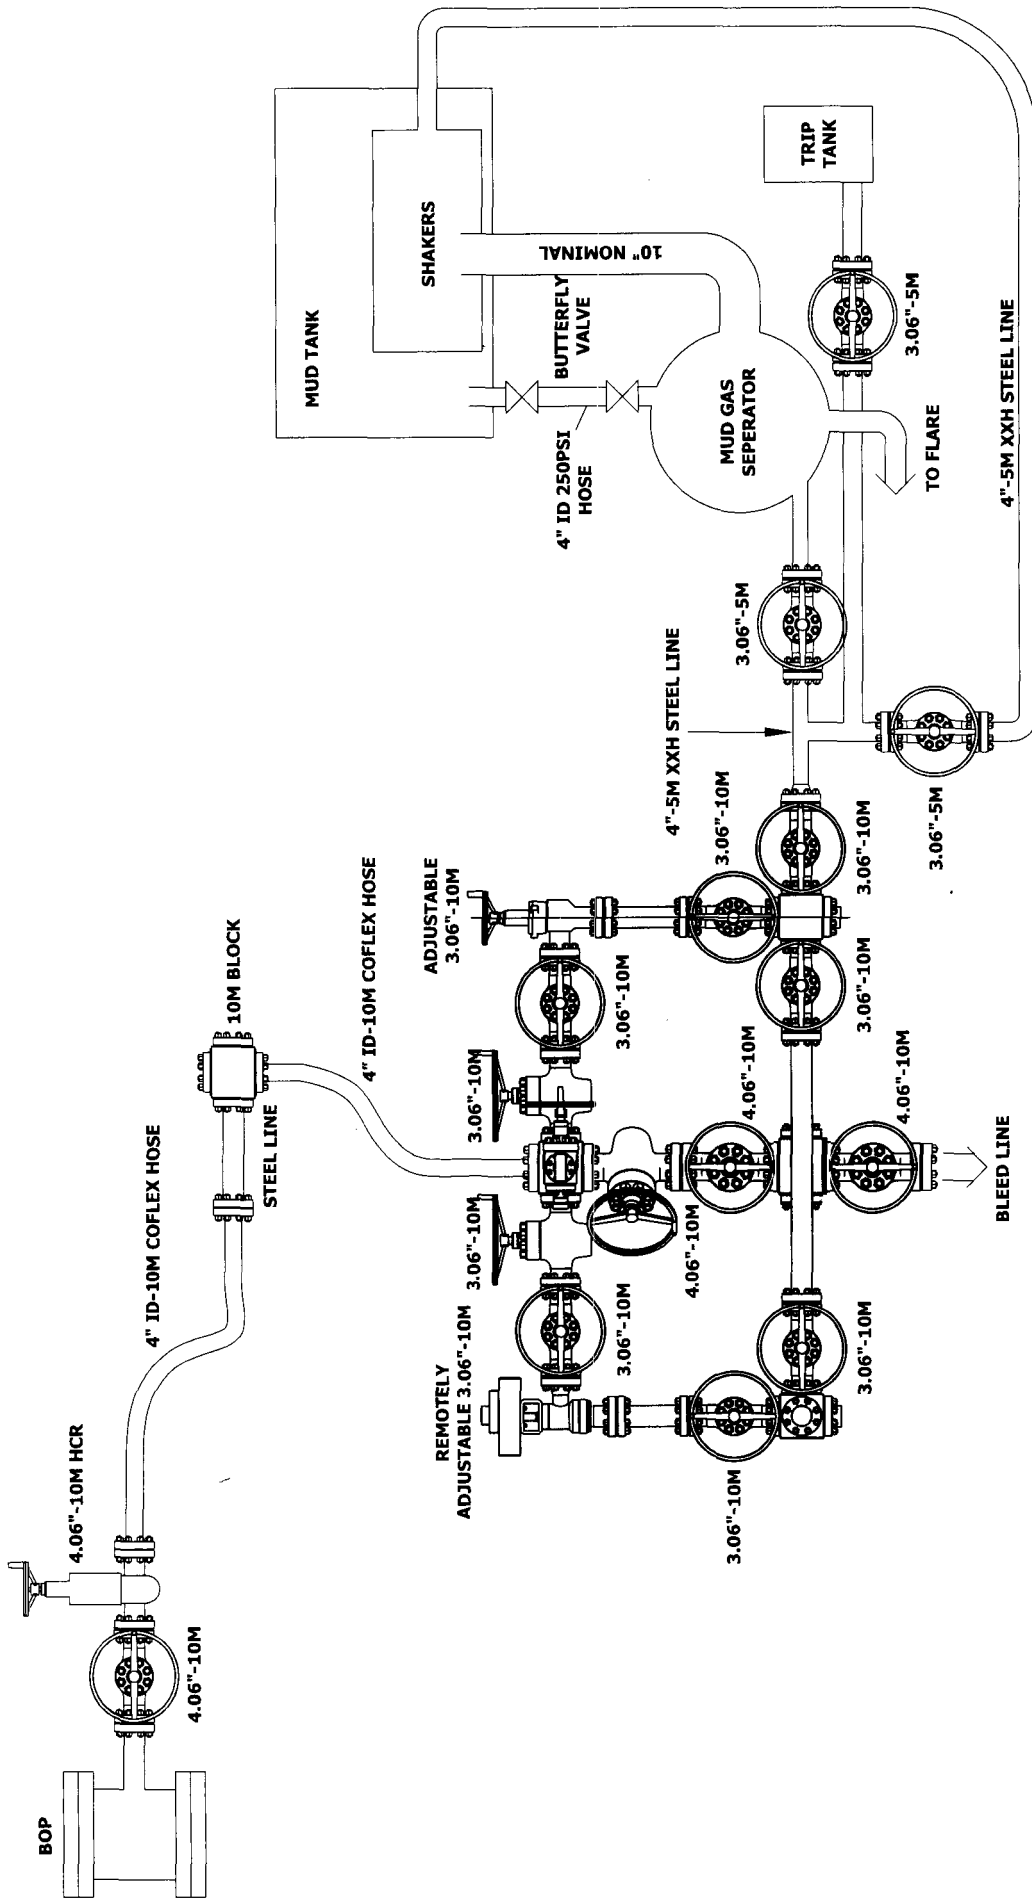 BOP
4.06"-10M
4.06"-10M HCR
4" ID-10M COFLEX HOSE
STEEL LINE
10M BLOCK
4" ID-10M COFLEX HOSE
REMOTELY
ADJUSTABLE 3.06"-10M
3.06"-10M
3.06"-10M
ADJUSTABLE
3.06"-10M
3.06"-10M
3.06"-10M
4.06"-10M
4.06"-10M
3.06"-10M
3.06"-10M
3.06"-10M
4.06"-10M
3.06"-10M
3.06"-10M
BLEED LINE
4"-5M XXH STEEL LINE
3.06"-5M
3.06"-5M
MUD TANK
SHAKERS
10" NOMINAL
BUTTERFLY
VALVE
4" ID 250PSI
HOSE
MUD GAS
SEPERATOR
TRIP
TANK
3.06"-5M
TO FLARE
4"-5M XXH STEEL LINE